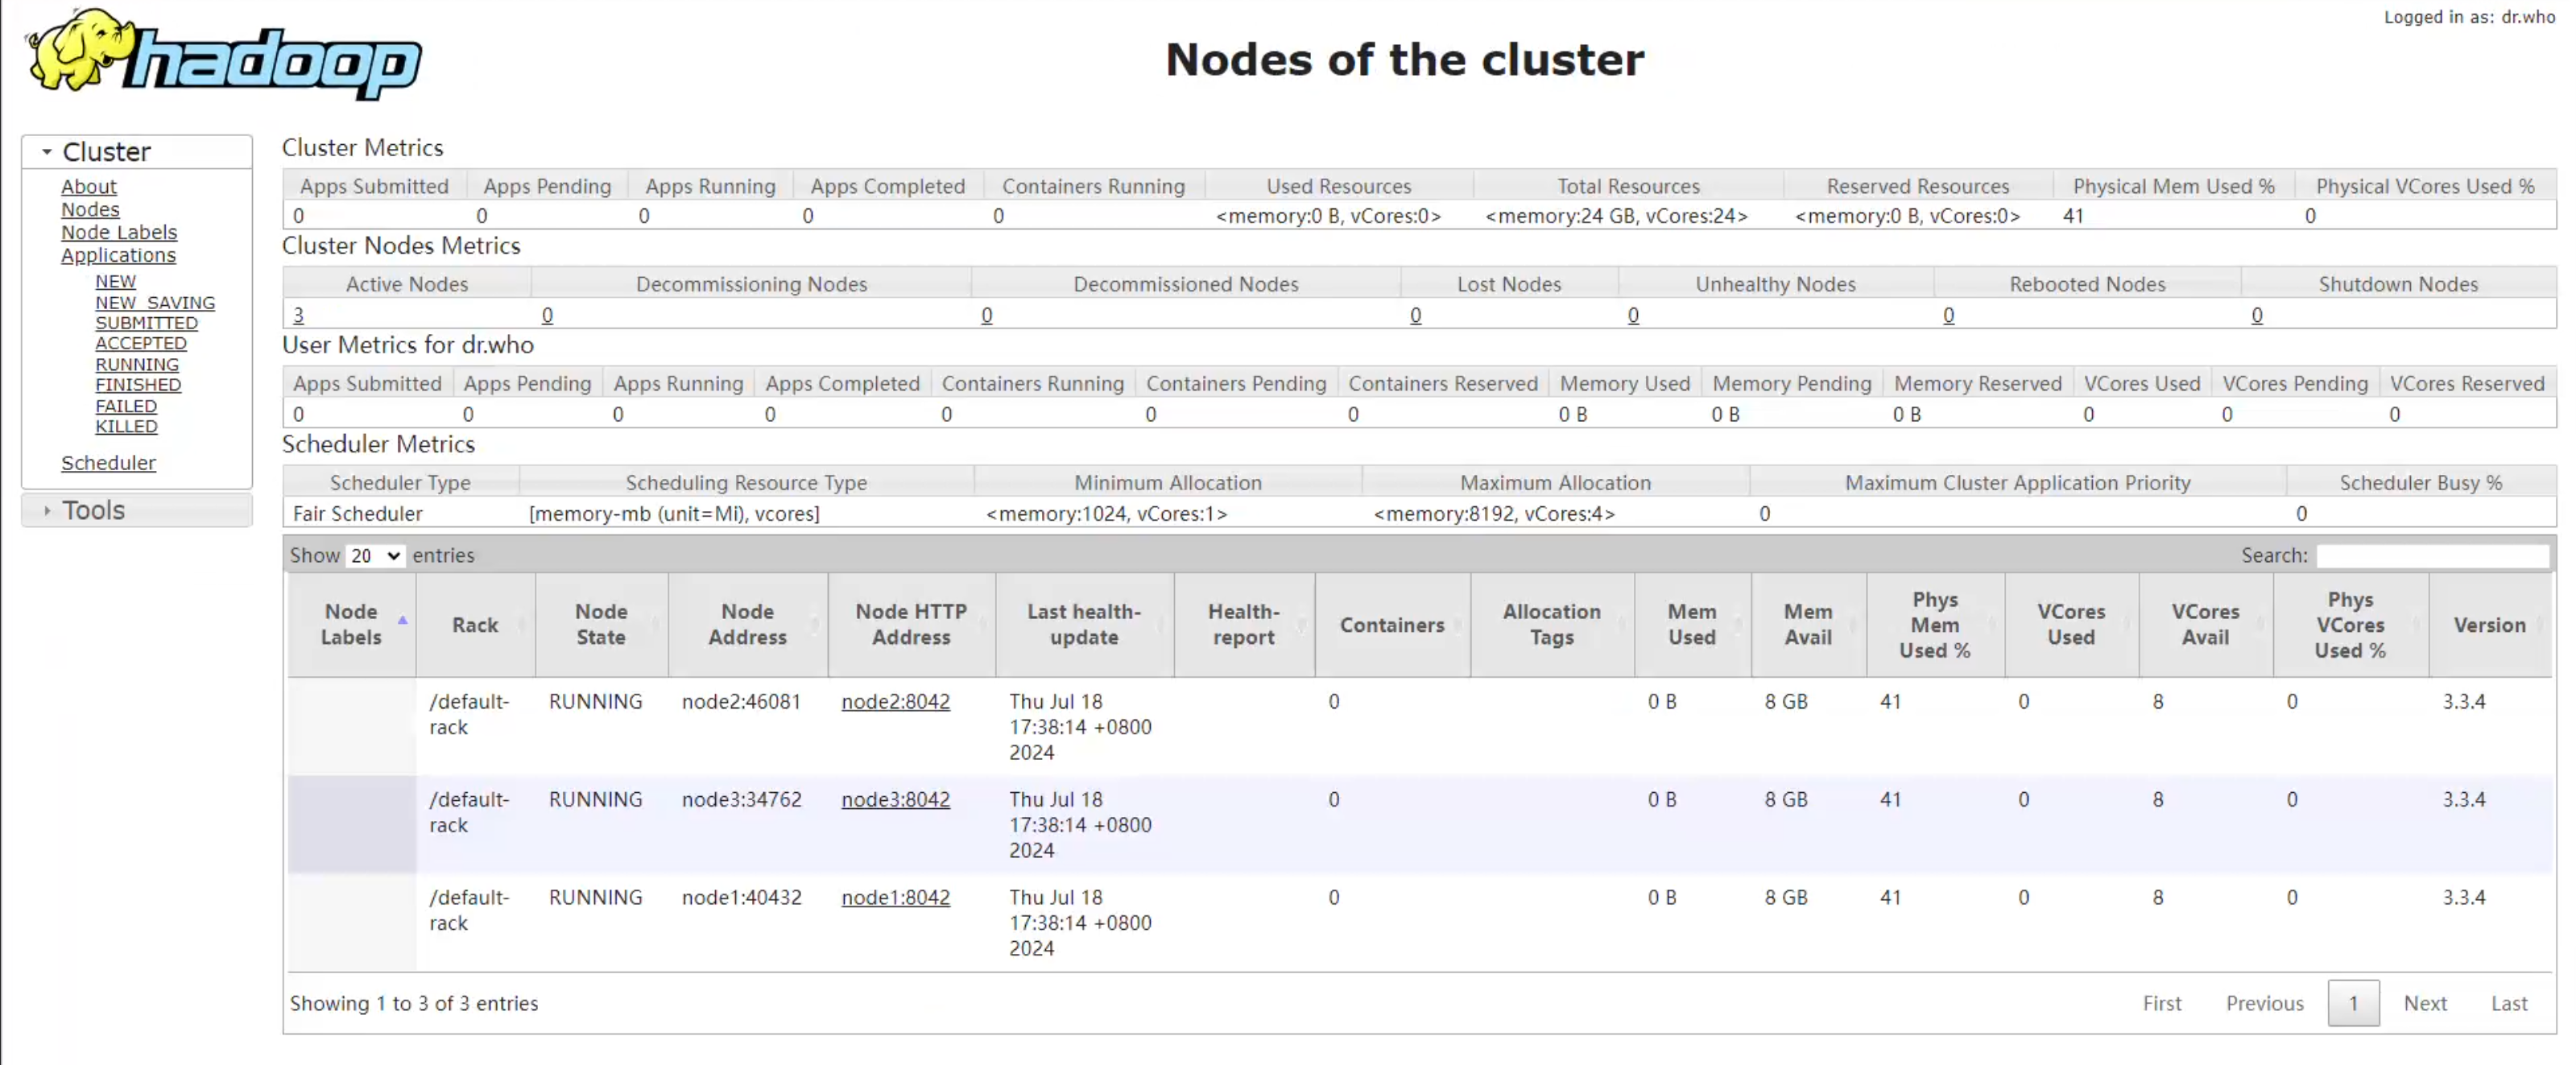 Logged in as: dr.who
hadoop
Nodes of the cluster
Cluster
About
Nodes
Node Labels
Applications
NEW
NEW_SAVING
SUBMITTED
ACCEPTED
RUNNING
FINISHED
FAILED
KILLED
Scheduler
Tools
Cluster Metrics
Apps Submitted Apps Pending Apps Running Apps Completed Containers Running Used Resources Total Resources Reserved Resources Physical Mem Used % Physical VCores Used %
0 0 0 0 0 <memory:0 B, vCores:0> <memory:24 GB, vCores:24> <memory:0 B, vCores:0> 41 0
Cluster Nodes Metrics
Active Nodes Decommissioning Nodes Decommissioned Nodes Lost Nodes Unhealthy Nodes Rebooted Nodes Shutdown Nodes
3 0 0 0 0 0 0
User Metrics for dr.who
Apps Submitted Apps Pending Apps Running Apps Completed Containers Running Containers Pending Containers Reserved Memory Used Memory Pending Memory Reserved VCores Used VCores Pending VCores Reserved
0 0 0 0 0 0 0 0 B 0 B 0 B 0 0 0
Scheduler Metrics
Scheduler Type Scheduling Resource Type Minimum Allocation Maximum Allocation Maximum Cluster Application Priority Scheduler Busy %
Fair Scheduler [memory-mb (unit=Mi), vcores] <memory:1024, vCores:1> <memory:8192, vCores:4> 0 0
Show 20 entries Search:
Node Labels Rack Node State Node Address Node HTTP Address Last health-update Health-report Containers Allocation Tags Mem Used Mem Avail Phys Mem Used % VCores Used VCores Avail Phys VCores Used % Version
/default-rack RUNNING node2:46081 node2:8042 Thu Jul 18 17:38:14 +0800 2024 0 0 B 8 GB 41 0 8 0 3.3.4
/default-rack RUNNING node3:34762 node3:8042 Thu Jul 18 17:38:14 +0800 2024 0 0 B 8 GB 41 0 8 0 3.3.4
/default-rack RUNNING node1:40432 node1:8042 Thu Jul 18 17:38:14 +0800 2024 0 0 B 8 GB 41 0 8 0 3.3.4
Showing 1 to 3 of 3 entries First Previous 1 Next Last